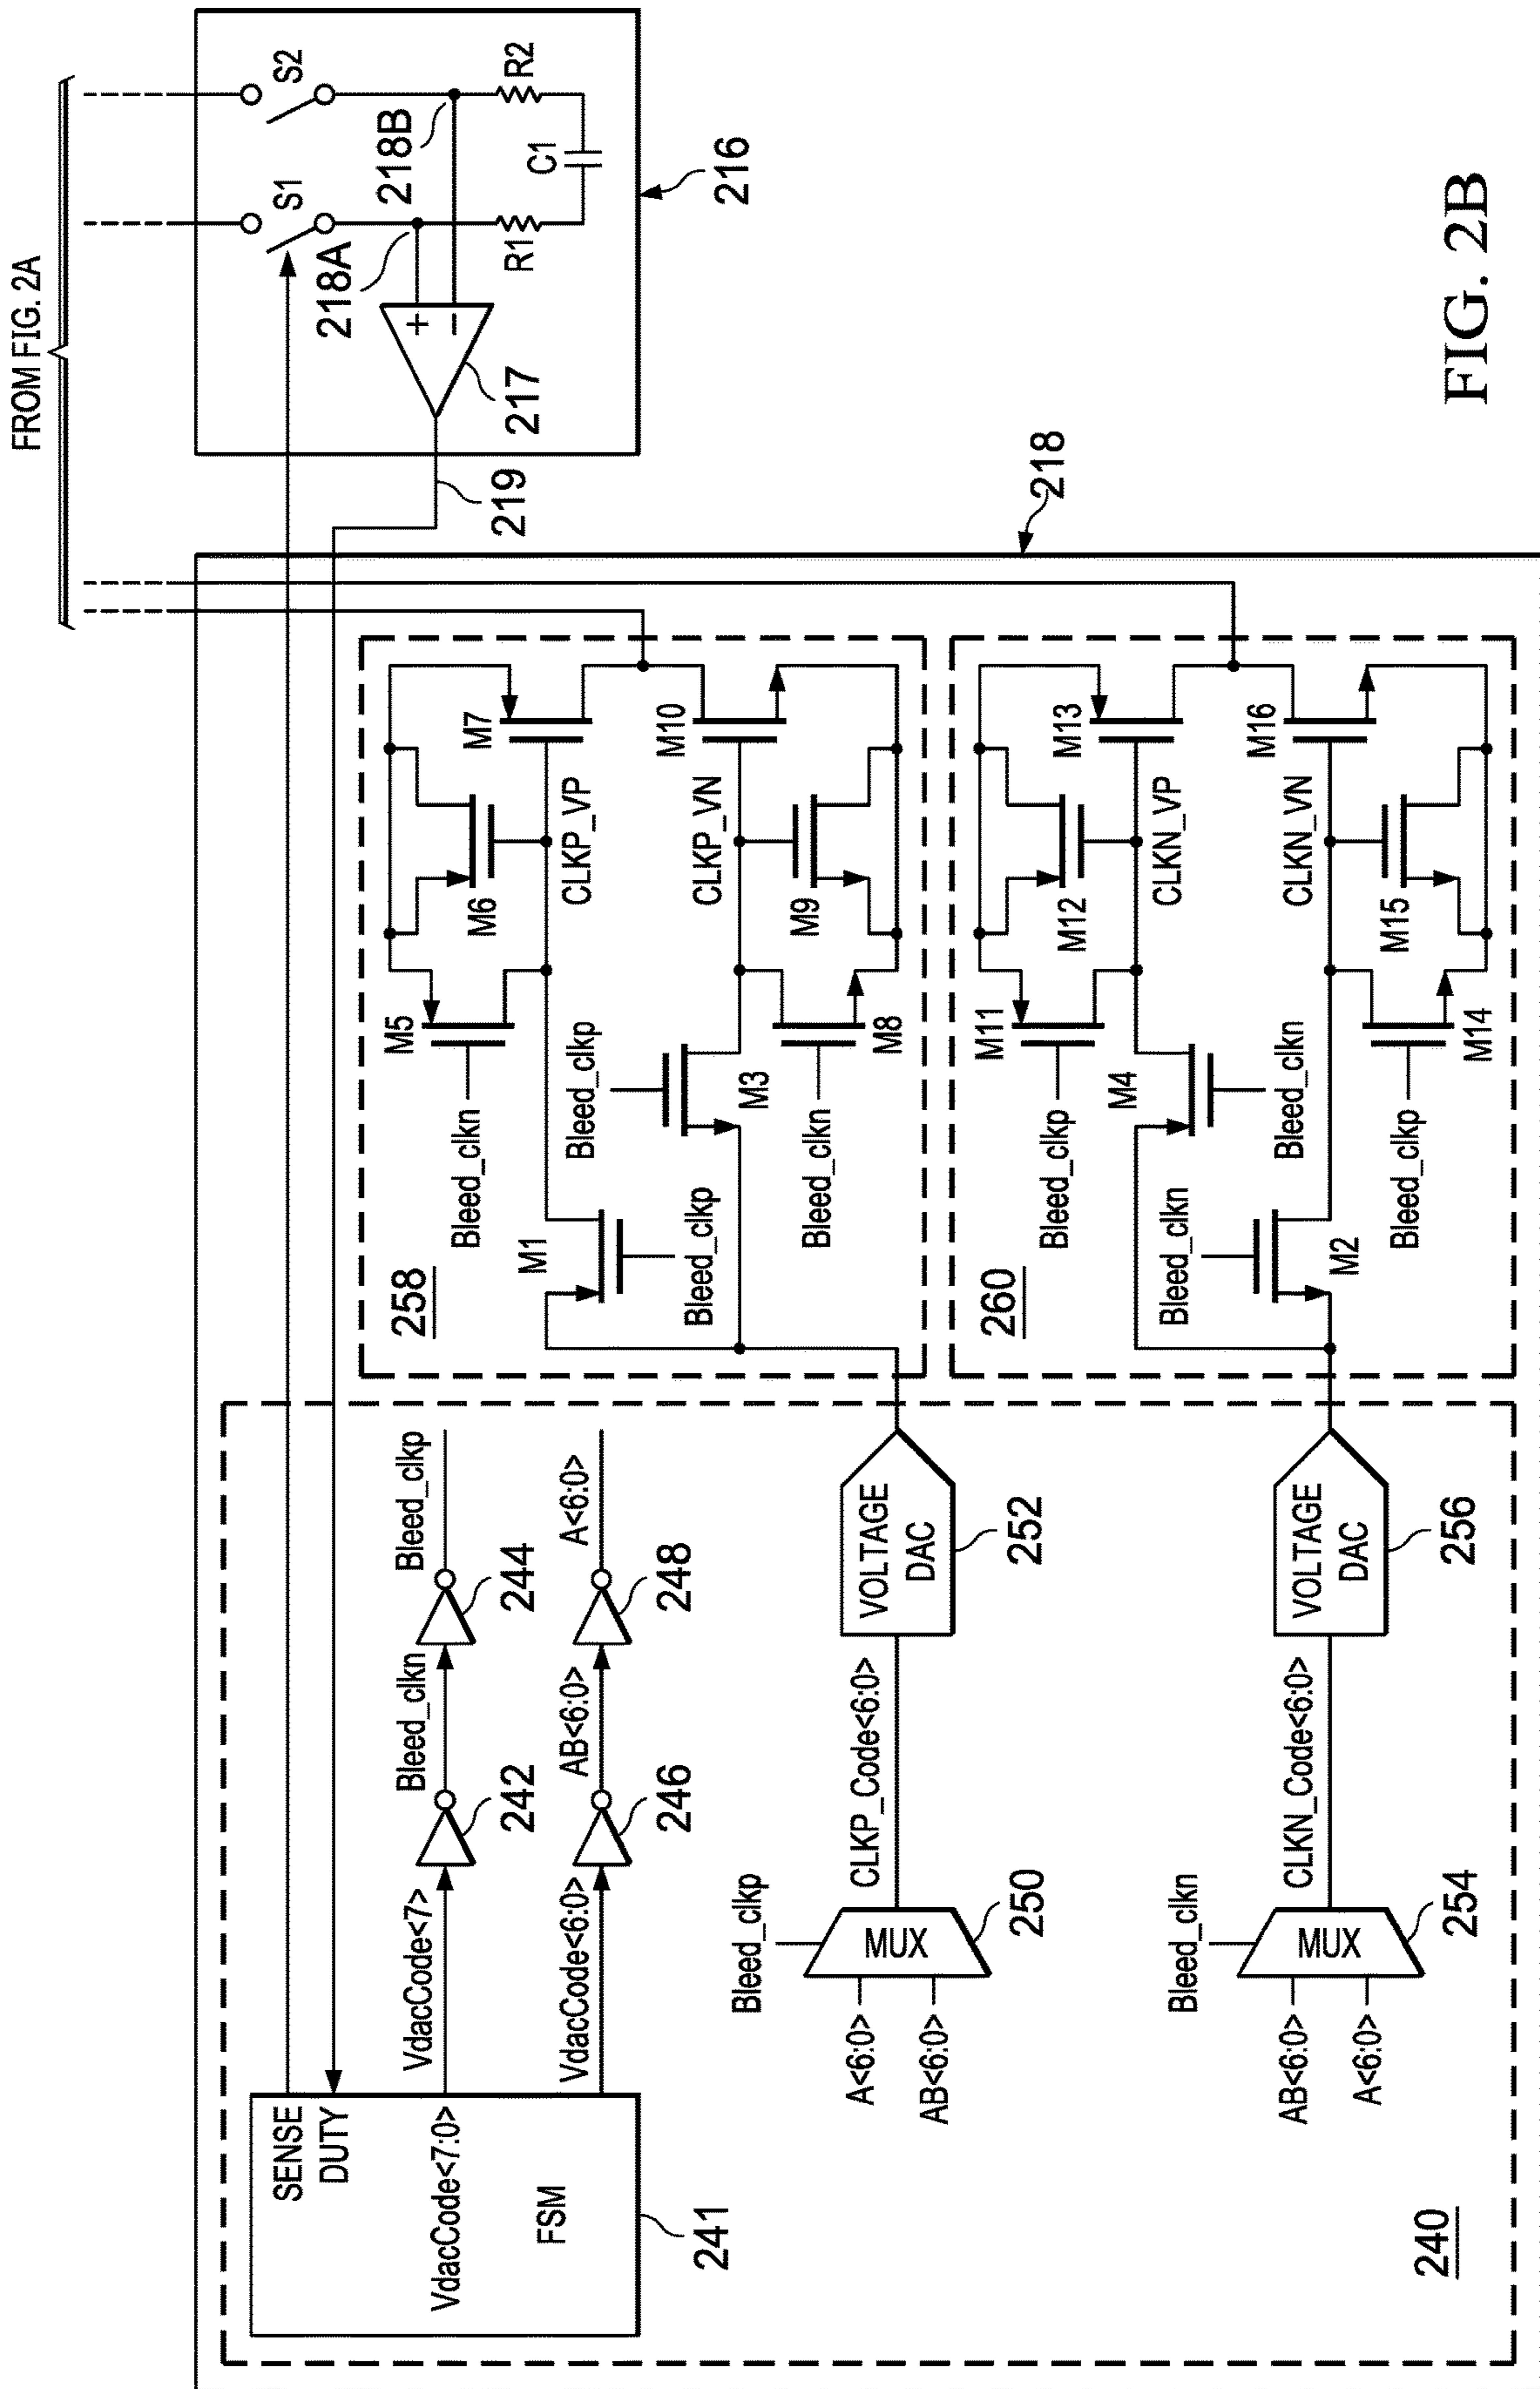 FROM FIG. 2A
SENSE
DUTY
VdacCode<7:0>
FSM
241
VdacCode<7>
242
Bleed_clkn
244
Bleed_clkp
VdacCode<6:0>
246
AB<6:0>
248
A<6:0>
Bleed_clkp
A<6:0>
AB<6:0>
MUX
250
CLKP_Code<6:0>
VOLTAGE
DAC
252
Bleed_clkn
AB<6:0>
A<6:0>
MUX
254
CLKN_Code<6:0>
VOLTAGE
DAC
256
240
258
M1
Bleed_clkp
Bleed_clkn
M5
M6
M7
CLKP_VP
Bleed_clkp
M3
CLKP_VN
M10
Bleed_clkn
M8
M9
260
Bleed_clkn
M2
Bleed_clkp
M11
M12
M13
CLKN_VP
M4
Bleed_clkn
CLKN_VN
M16
Bleed_clkp
M14
M15
218
219
217
+
−
218A
218B
S1
S2
R1
C1
R2
216
FIG. 2B